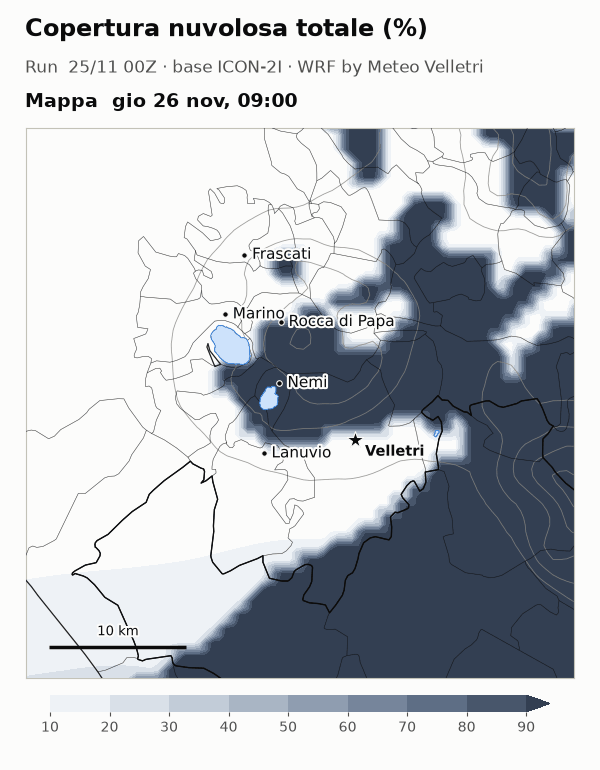 Copertura nuvolosa totale (%)
Run  25/11 00Z · base ICON-2I · WRF by Meteo Velletri
Mappa  gio 26 nov, 09:00
Frascati
Marino
Rocca di Papa
Nemi
Velletri
Lanuvio
10 km
10 20 30 40 50 60 70 80 90